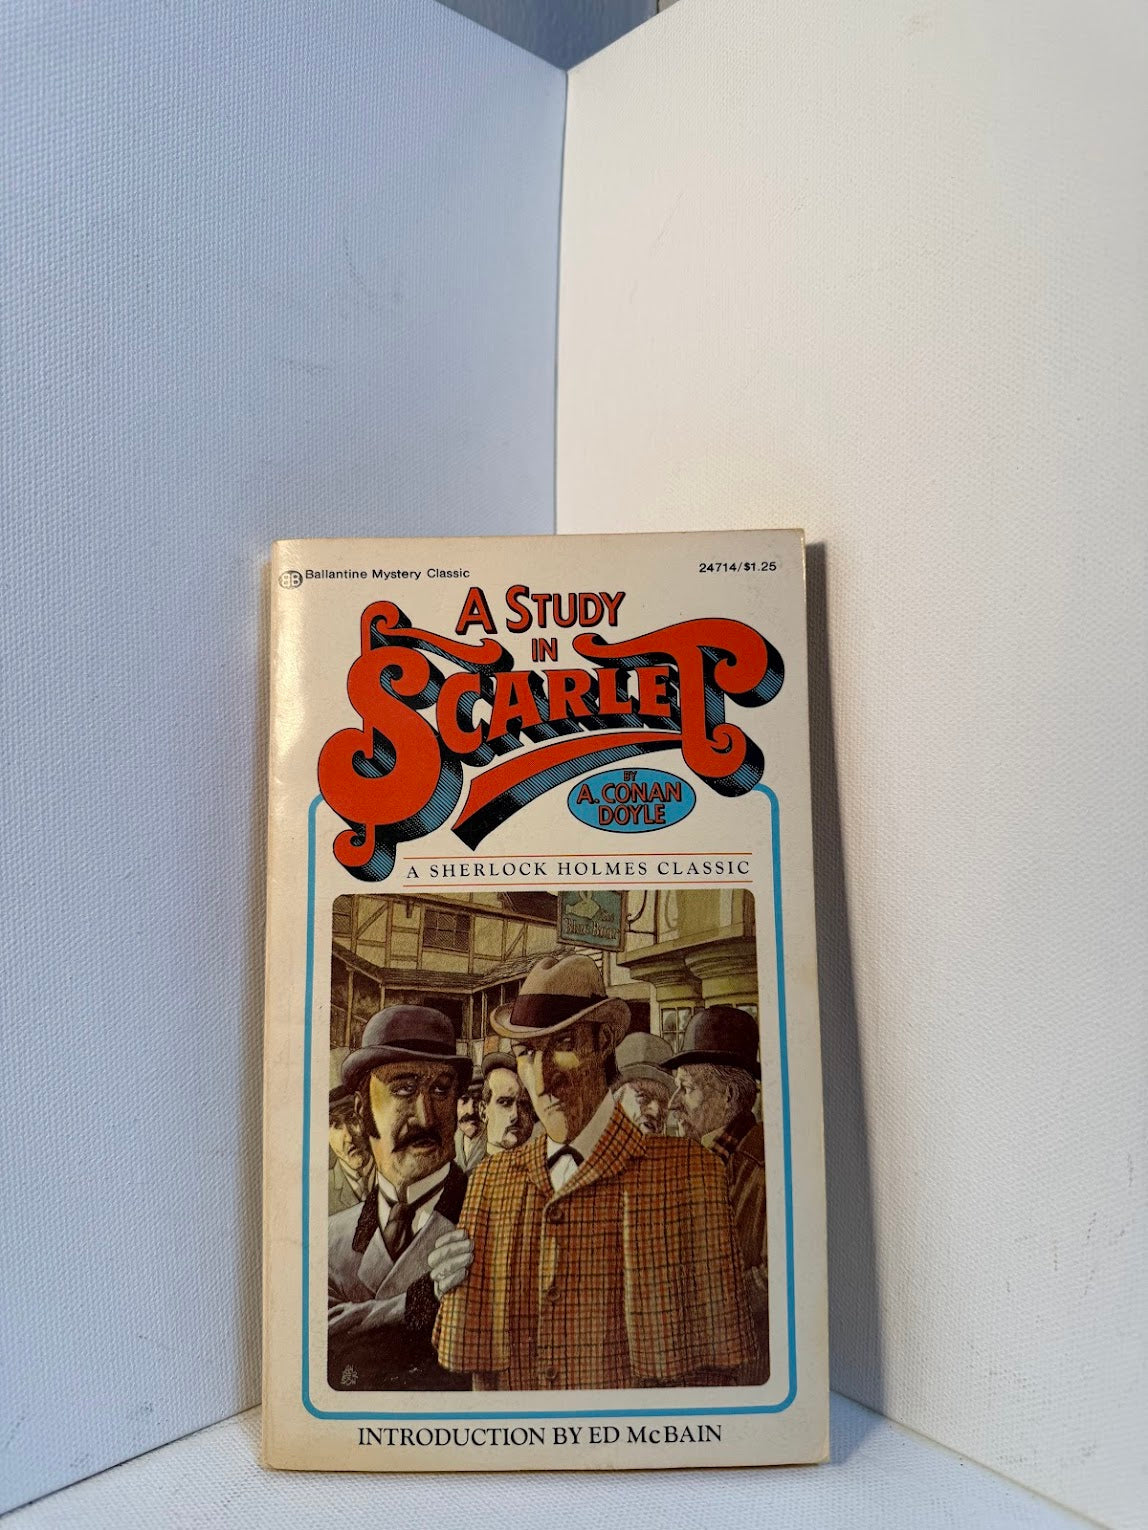 BB Ballantine Mystery Classic
24714/$1.25
A STUDY
IN
SCARLET
BY
A. CONAN
DOYLE
A SHERLOCK HOLMES CLASSIC
INTRODUCTION BY ED McBAIN